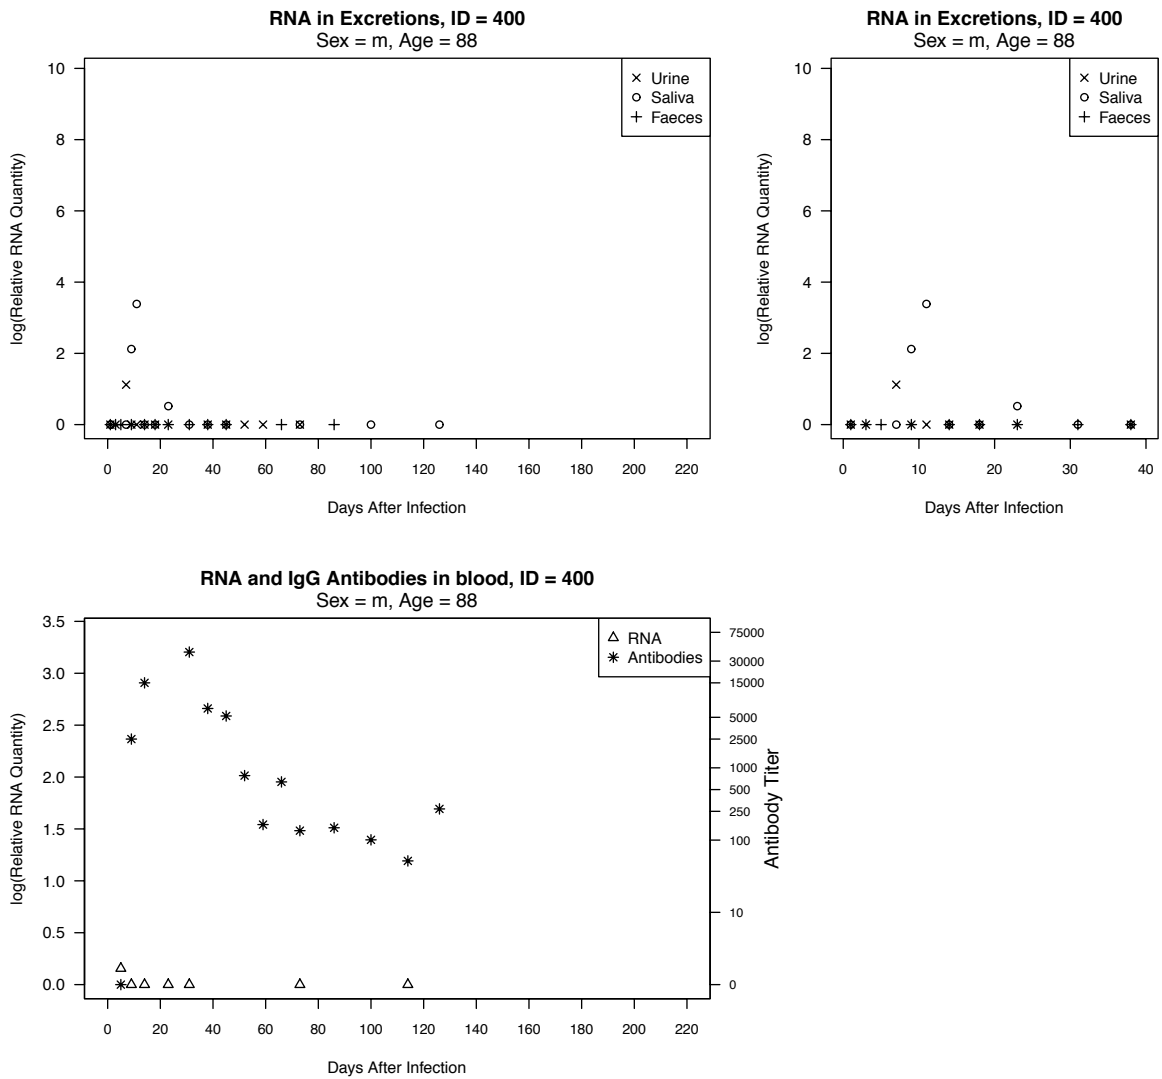 RNA in Excretions, ID = 400
Sex = m, Age = 88
Urine
Saliva
Faeces
10
8
6
4
2
0
log(Relative RNA Quantity)
0 20 40 60 80 100 120 140 160 180 200 220
Days After Infection
RNA in Excretions, ID = 400
Sex = m, Age = 88
Urine
Saliva
Faeces
10
8
6
4
2
0
log(Relative RNA Quantity)
0 10 20 30 40
Days After Infection
RNA and IgG Antibodies in blood, ID = 400
Sex = m, Age = 88
RNA
Antibodies
3.5
3.0
2.5
2.0
1.5
1.0
0.5
0.0
log(Relative RNA Quantity)
75000
30000
15000
5000
2500
1000
500
250
100
10
0
Antibody Titer
0 20 40 60 80 100 120 140 160 180 200 220
Days After Infection